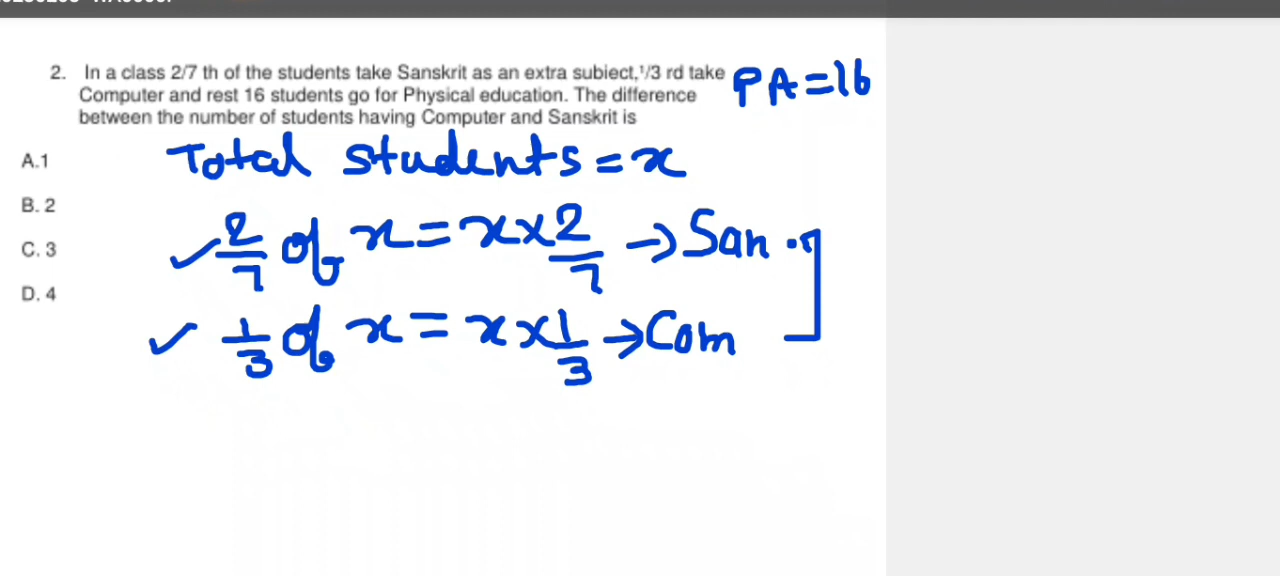 2. In a class 2/7 th of the students take Sanskrit as an extra subiect,1/3 rd take
Computer and rest 16 students go for Physical education. The difference
between the number of students having Computer and Sanskrit is
PA=16
A.1
B. 2
C. 3
D. 4
Total students = x
✓ 2/7 of x = x × 2/7 → San.
✓ 1/3 of x = x × 1/3 → Com